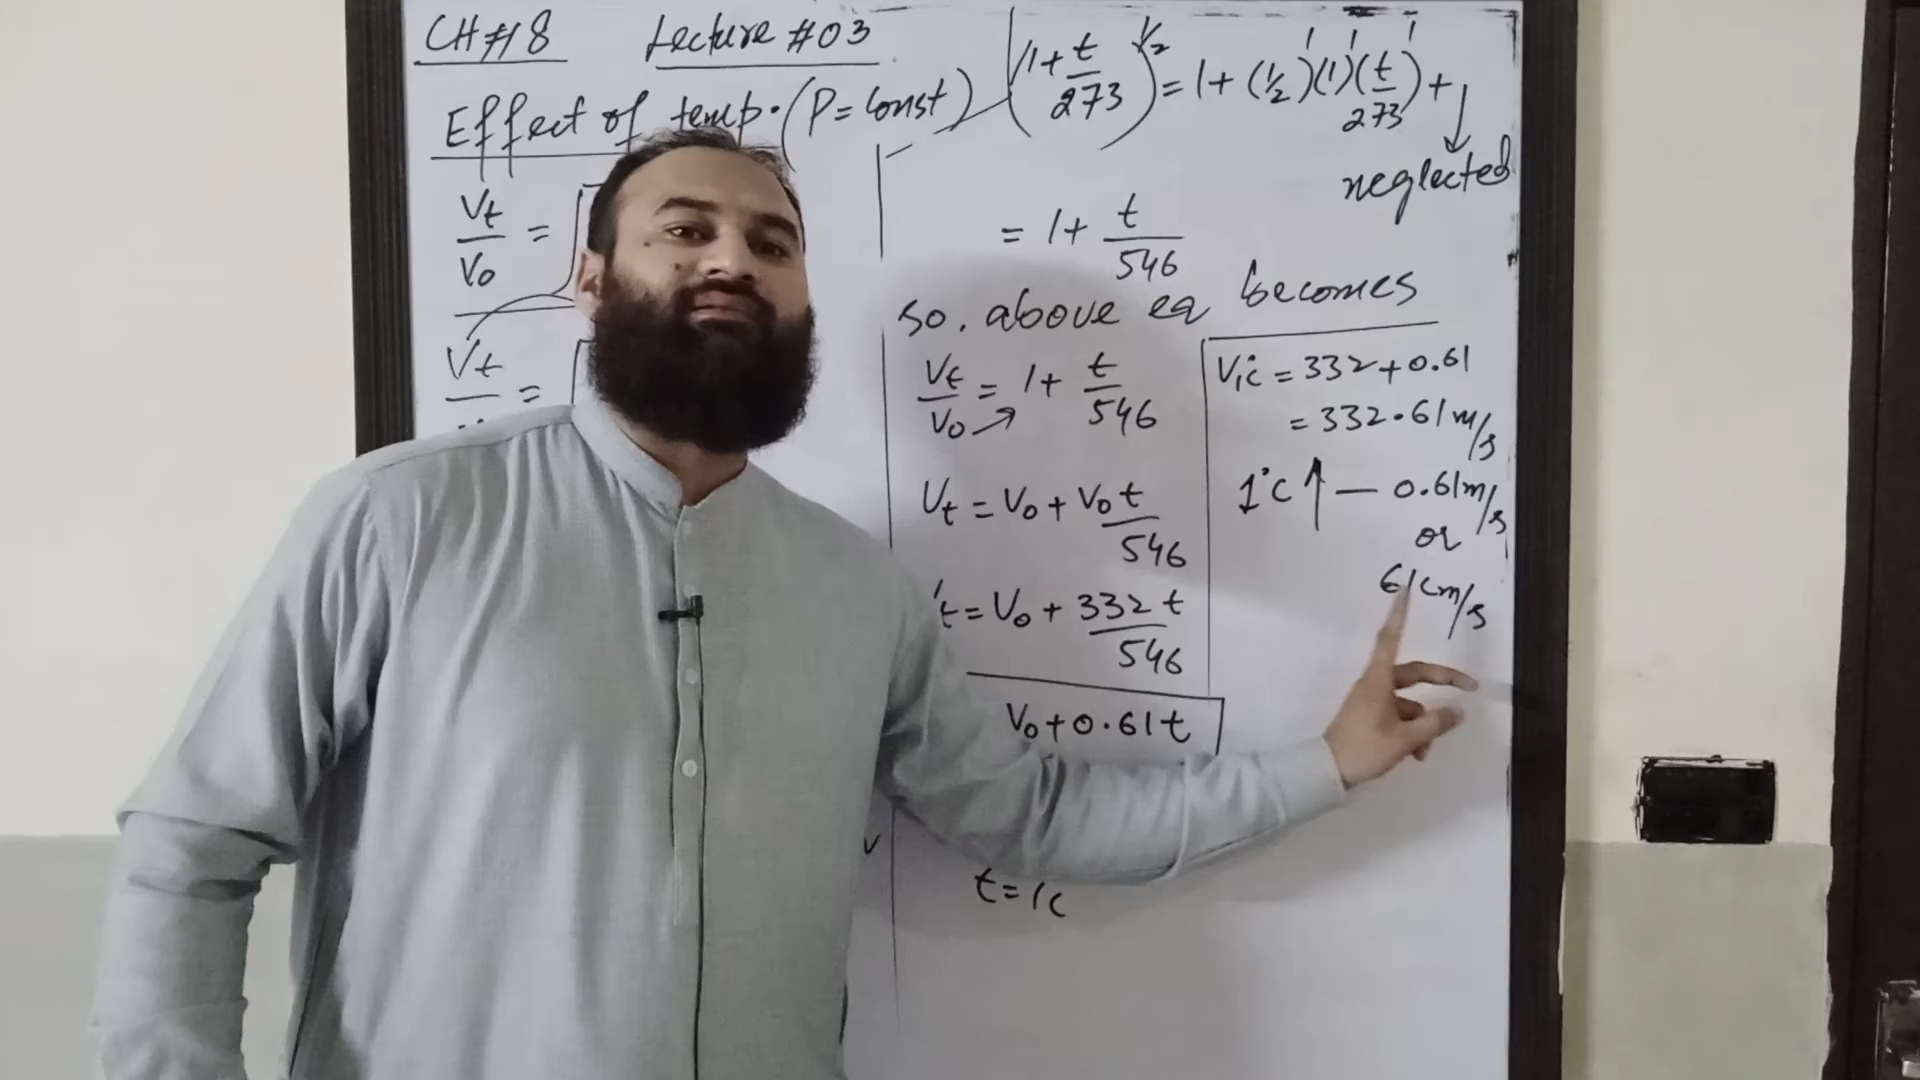 CH#18 Lecture #03
Effect of temp. (P=const)
Vt/V0 =
Vt =
(1+t/273)^1/2 = 1+(1/2)(1)(t/273)+
neglected
= 1+ t/546
so, above eq becomes
Vt/V0 = 1+ t/546
Vt = V0 + V0t/546
t = V0 + 332t/546
V0+0.61t
t=1c
V1c = 332+0.61
= 332.61m/s
1°C ↑ — 0.61m/s
or
61cm/s